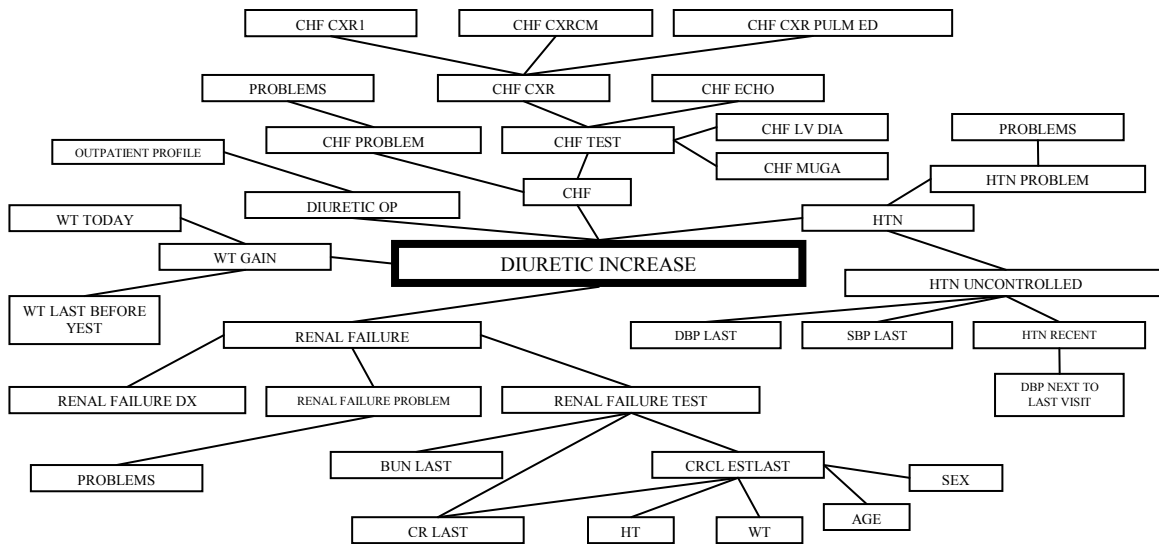 CHF CXR1
CHF CXRCM
CHF CXR PULM ED
PROBLEMS
CHF CXR
CHF ECHO
CHF PROBLEM
CHF TEST
CHF LV DIA
PROBLEMS
OUTPATIENT PROFILE
CHF MUGA
HTN PROBLEM
DIURETIC OP
CHF
WT TODAY
HTN
WT GAIN
DIURETIC INCREASE
HTN UNCONTROLLED
WT LAST BEFORE
YEST
RENAL FAILURE
DBP LAST
SBP LAST
HTN RECENT
RENAL FAILURE DX
RENAL FAILURE PROBLEM
RENAL FAILURE TEST
DBP NEXT TO
LAST VISIT
BUN LAST
CRCL ESTLAST
PROBLEMS
SEX
CR LAST
HT
WT
AGE